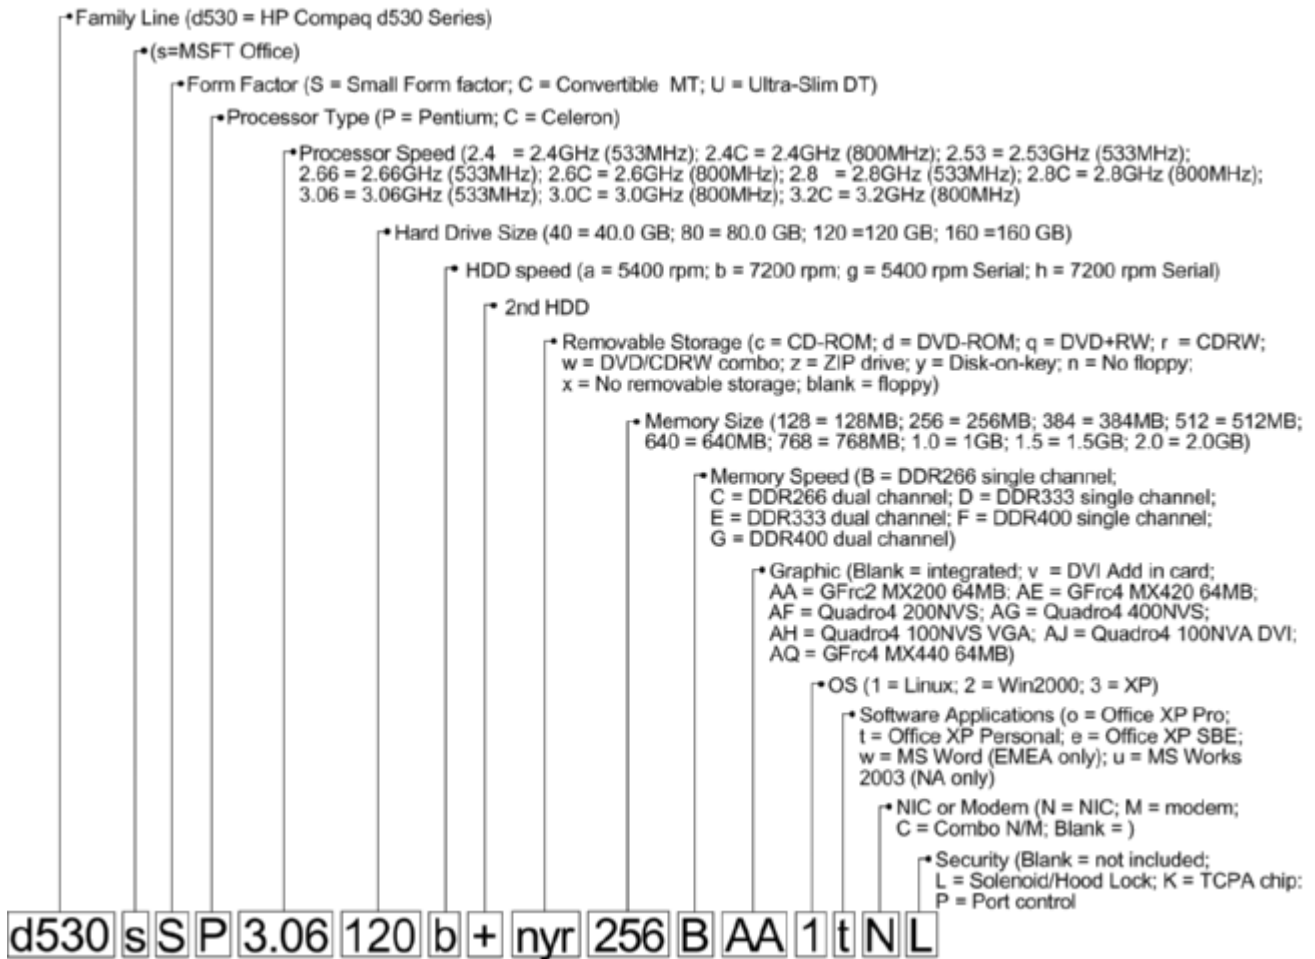 Family Line (d530 = HP Compaq d530 Series)
(s=MSFT Office)
Form Factor (S = Small Form factor; C = Convertible MT; U = Ultra-Slim DT)
Processor Type (P = Pentium; C = Celeron)
Processor Speed (2.4 = 2.4GHz (533MHz); 2.4C = 2.4GHz (800MHz); 2.53 = 2.53GHz (533MHz);
2.66 = 2.66GHz (533MHz); 2.6C = 2.6GHz (800MHz); 2.8 = 2.8GHz (533MHz); 2.8C = 2.8GHz (800MHz);
3.06 = 3.06GHz (533MHz); 3.0C = 3.0GHz (800MHz); 3.2C = 3.2GHz (800MHz)
Hard Drive Size (40 = 40.0 GB; 80 = 80.0 GB; 120 =120 GB; 160 =160 GB)
HDD speed (a = 5400 rpm; b = 7200 rpm; g = 5400 rpm Serial; h = 7200 rpm Serial)
2nd HDD
Removable Storage (c = CD-ROM; d = DVD-ROM; q = DVD+RW; r = CDRW;
w = DVD/CDRW combo; z = ZIP drive; y = Disk-on-key; n = No floppy;
x = No removable storage; blank = floppy)
Memory Size (128 = 128MB; 256 = 256MB; 384 = 384MB; 512 = 512MB;
640 = 640MB; 768 = 768MB; 1.0 = 1GB; 1.5 = 1.5GB; 2.0 = 2.0GB)
Memory Speed (B = DDR266 single channel;
C = DDR266 dual channel; D = DDR333 single channel;
E = DDR333 dual channel; F = DDR400 single channel;
G = DDR400 dual channel)
Graphic (Blank = integrated; v = DVI Add in card;
AA = GFrc2 MX200 64MB; AE = GFrc4 MX420 64MB;
AF = Quadro4 200NVS; AG = Quadro4 400NVS;
AH = Quadro4 100NVS VGA; AJ = Quadro4 100NVA DVI;
AQ = GFrc4 MX440 64MB)
OS (1 = Linux; 2 = Win2000; 3 = XP)
Software Applications (o = Office XP Pro;
t = Office XP Personal; e = Office XP SBE;
w = MS Word (EMEA only); u = MS Works
2003 (NA only)
NIC or Modem (N = NIC; M = modem;
C = Combo N/M; Blank = )
Security (Blank = not included;
L = Solenoid/Hood Lock; K = TCPA chip:
P = Port control
d530 s S P 3.06 120 b + nyr 256 B AA 1 t N L